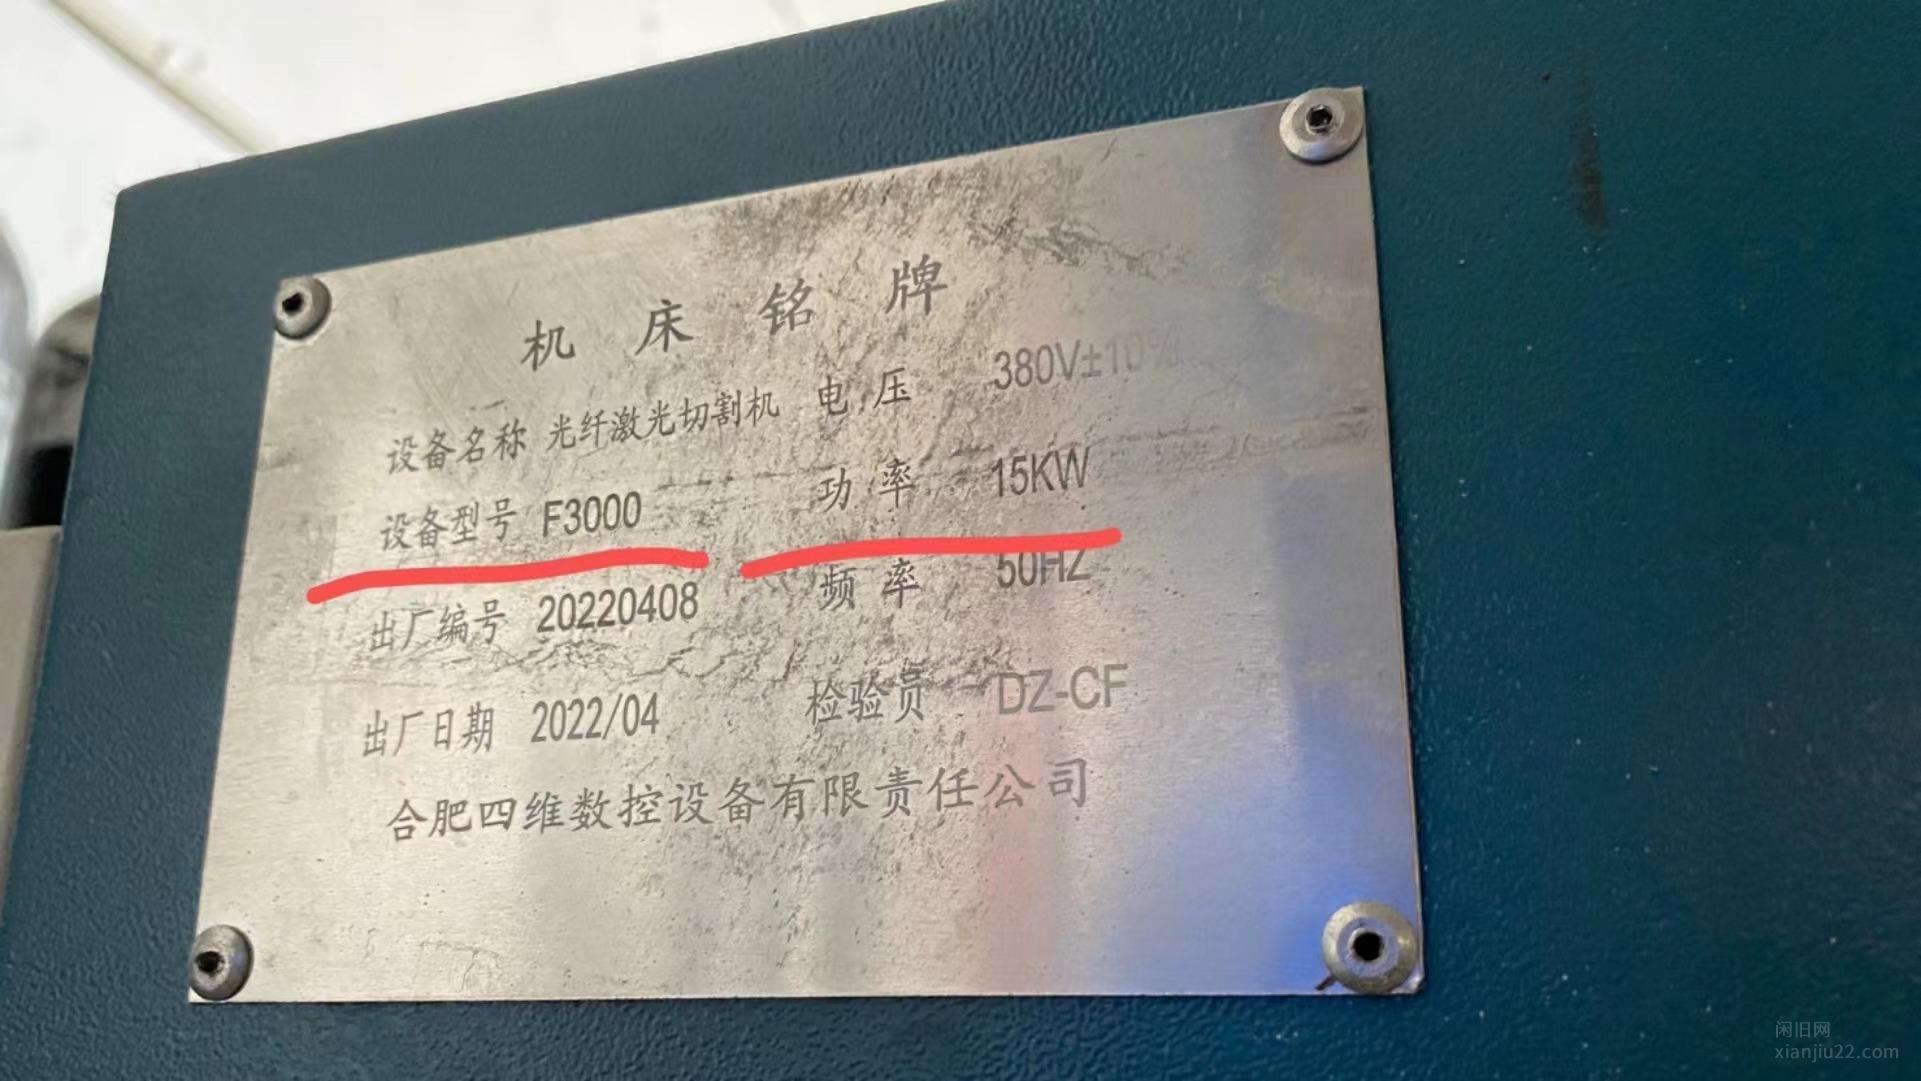 机床铭牌
设备名称 光纤激光切割机 电压 380V±10%
设备型号 F3000 功率 15KW
出厂编号 20220408 频率 50HZ
出厂日期 2022/04 检验员 DZ-CF
合肥四维数控设备有限责任公司
闲旧网
xianjiu22.com